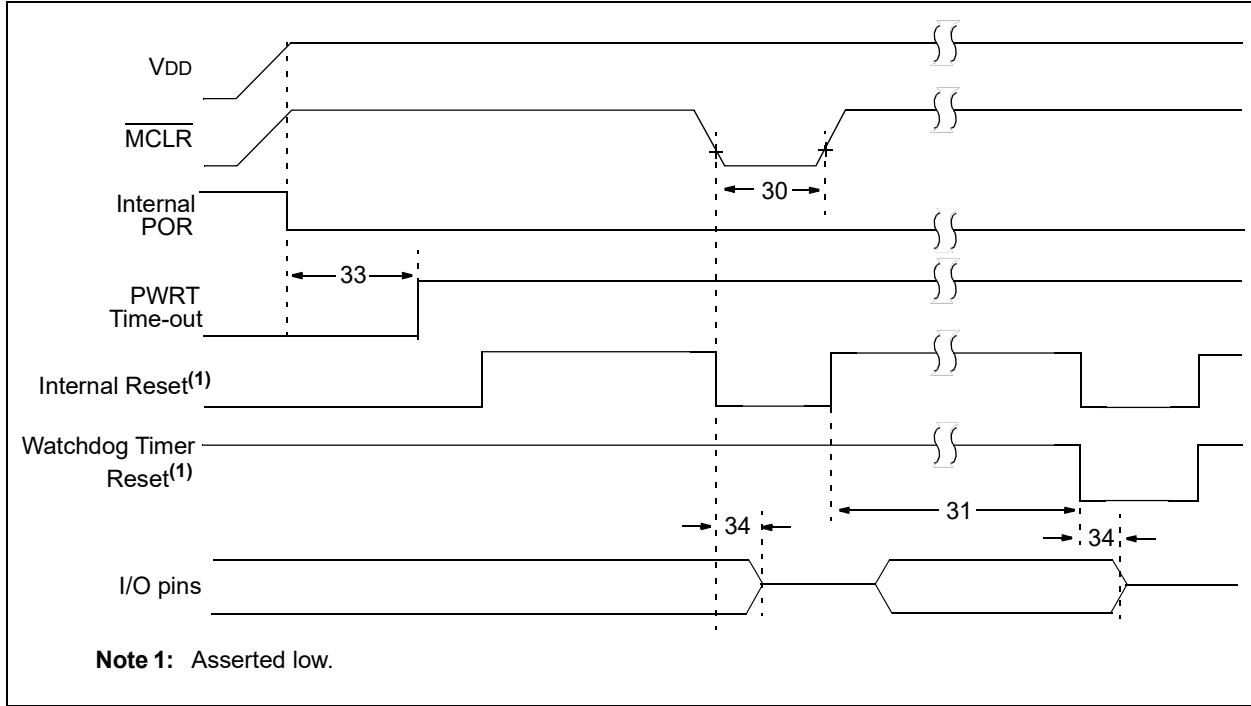 VDD
MCLR
30
Internal
POR
33
PWRT
Time-out
Internal Reset(1)
Watchdog Timer
Reset(1)
31
34
34
I/O pins
Note 1: Asserted low.